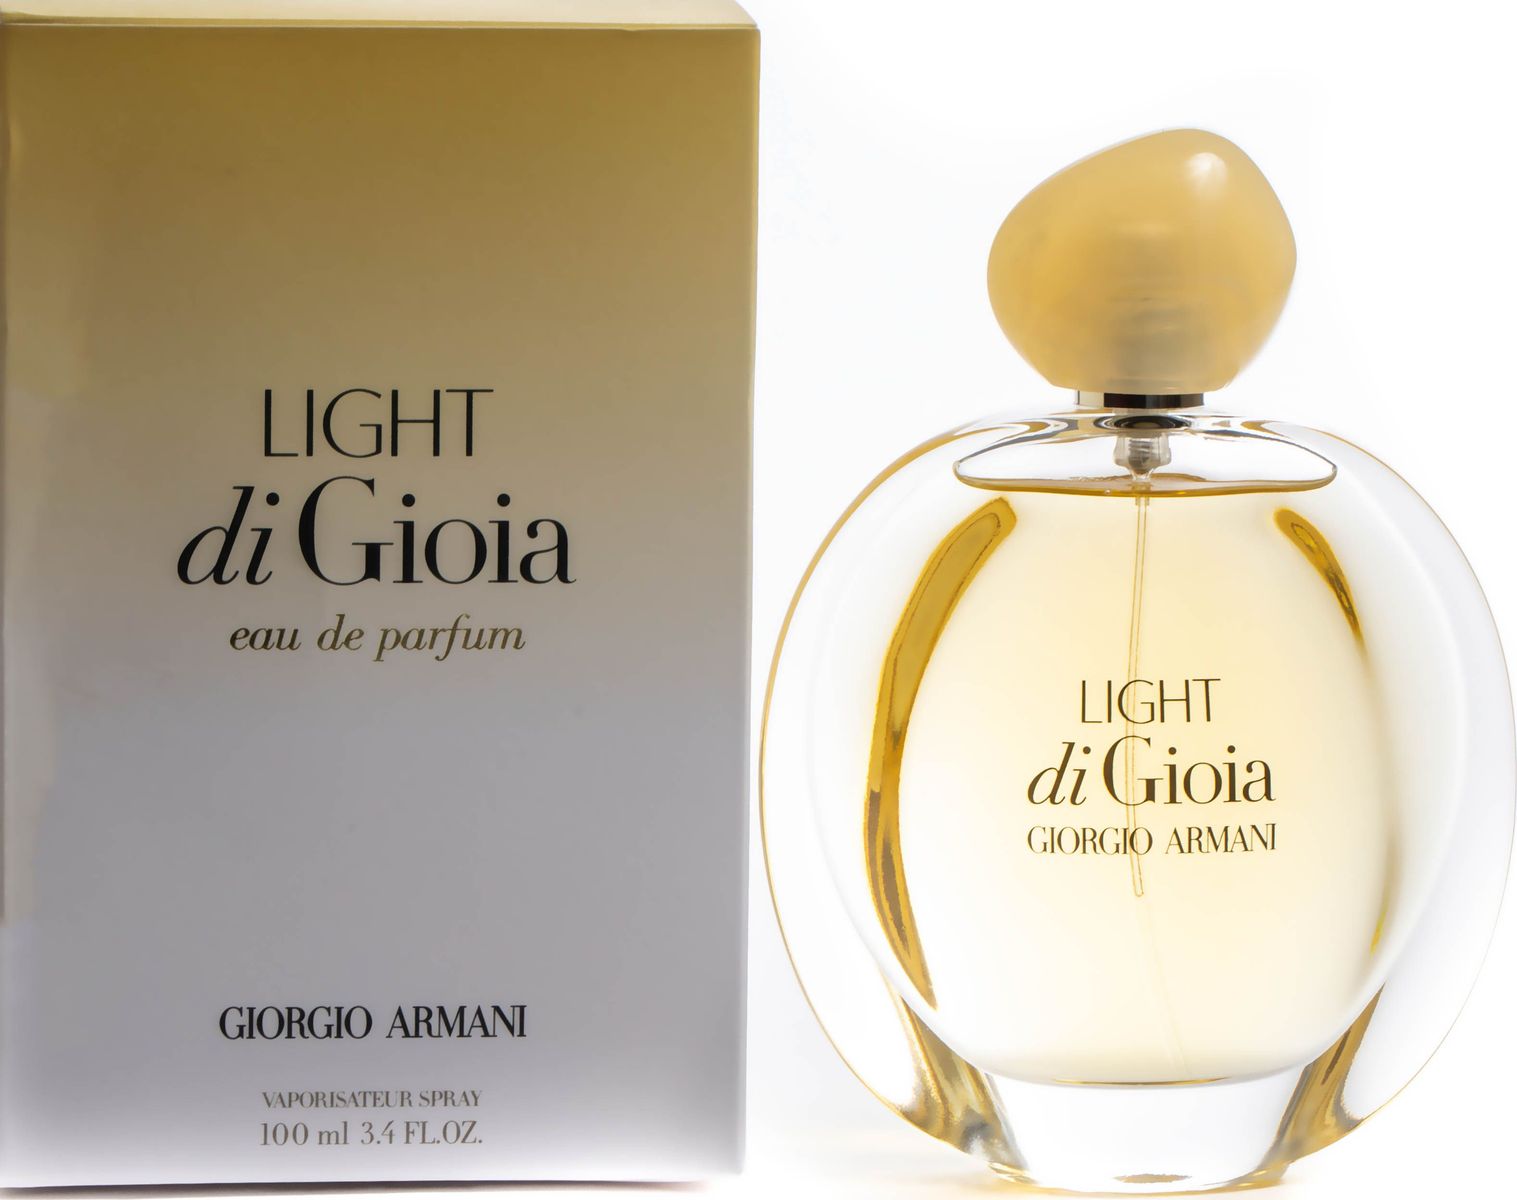 LIGHT
di Gioia
eau de parfum
GIORGIO ARMANI
VAPORISATEUR SPRAY
100 ml 3.4 FL.OZ.
LIGHT
di Gioia
GIORGIO ARMANI